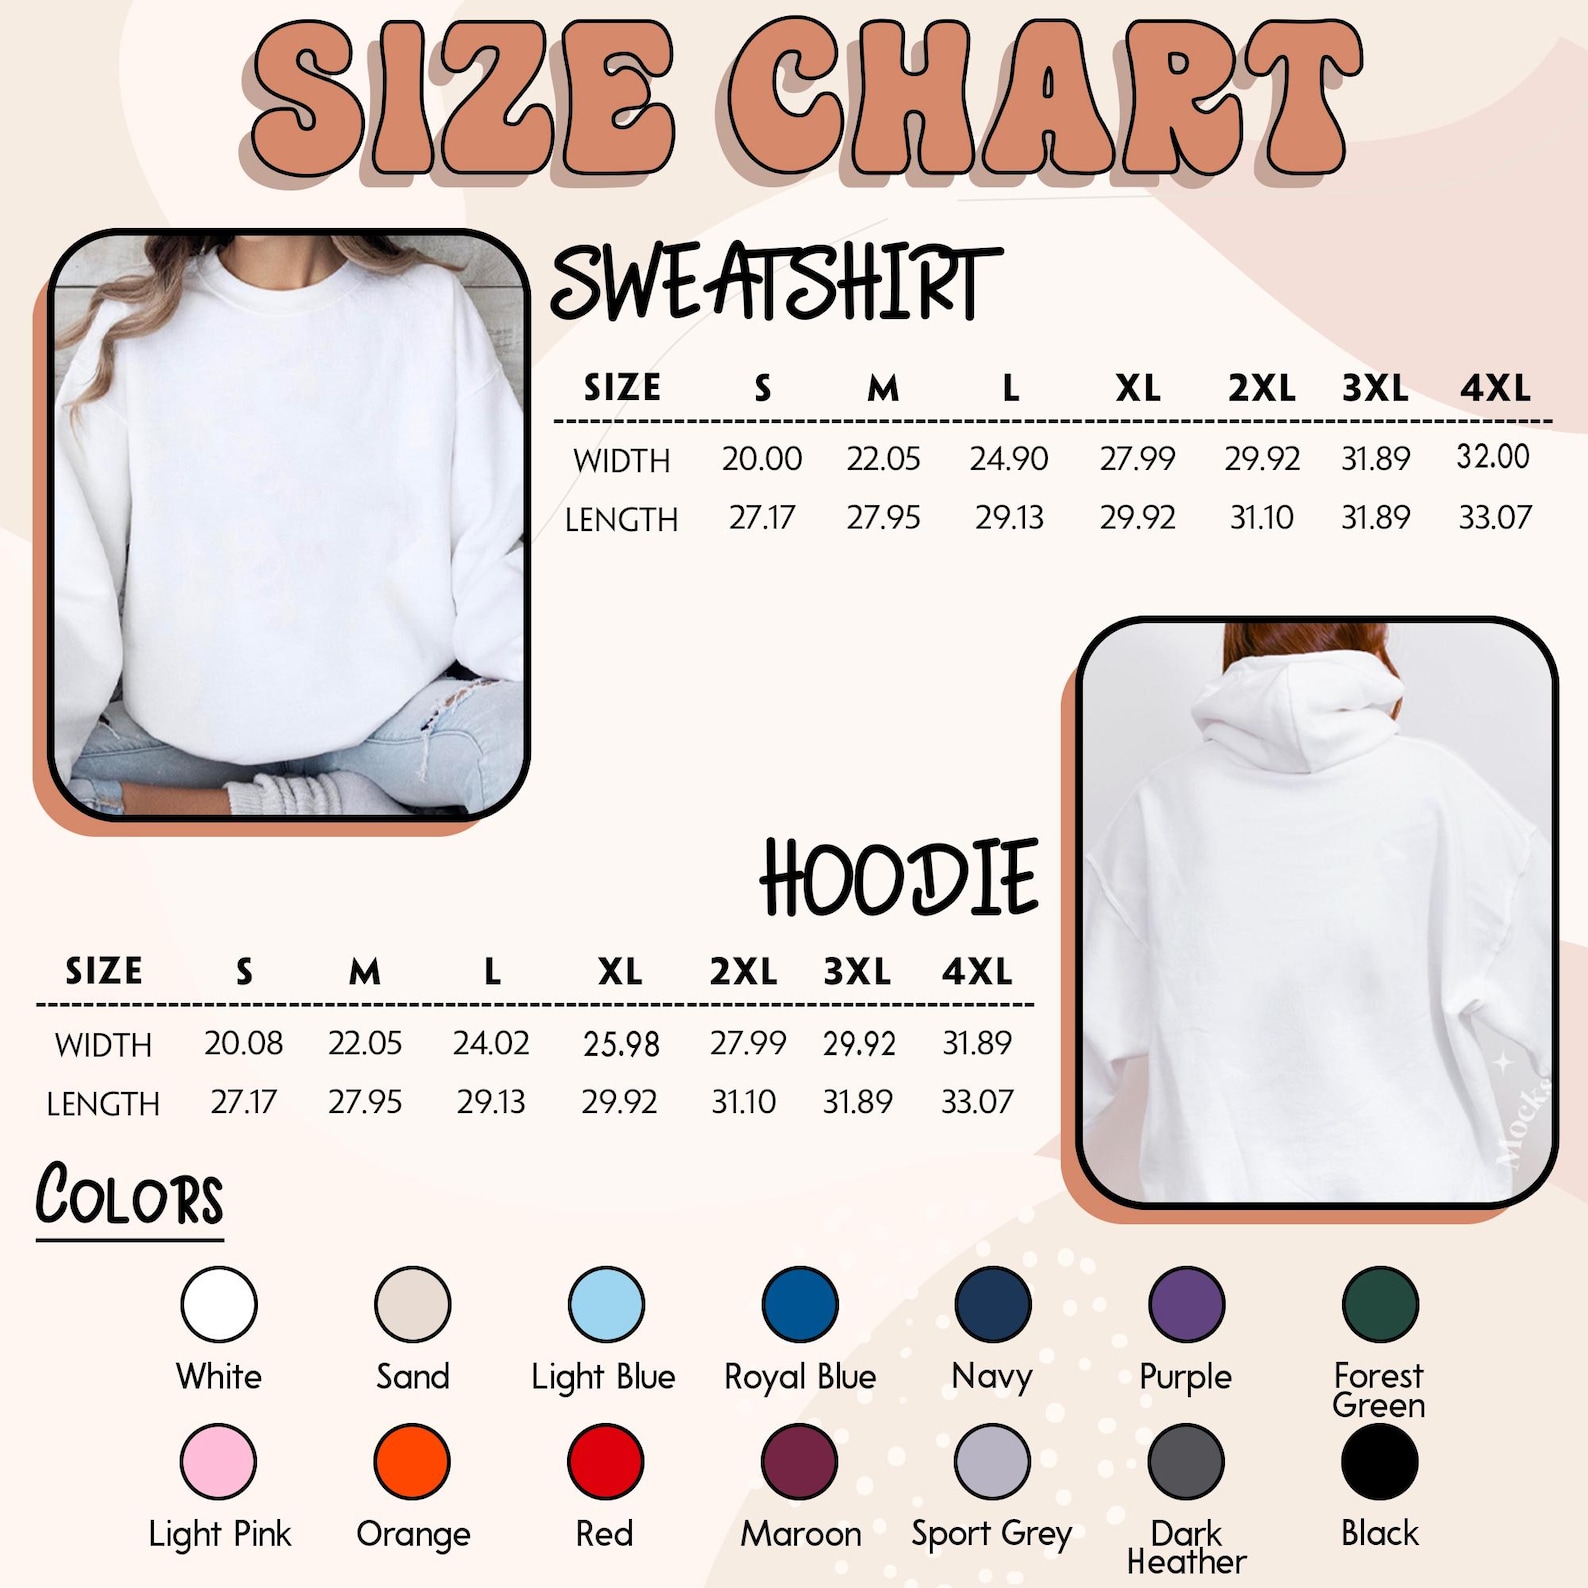 SIZE CHART
SWEATSHIRT
SIZE S M L XL 2XL 3XL 4XL
WIDTH 20.00 22.05 24.90 27.99 29.92 31.89 32.00
LENGTH 27.17 27.95 29.13 29.92 31.10 31.89 33.07
HOODIE
SIZE S M L XL 2XL 3XL 4XL
WIDTH 20.08 22.05 24.02 25.98 27.99 29.92 31.89
LENGTH 27.17 27.95 29.13 29.92 31.10 31.89 33.07
Mocks
COLORS
White Sand Light Blue Royal Blue Navy Purple Forest
Green
Light Pink Orange Red Maroon Sport Grey Dark Black
Heather